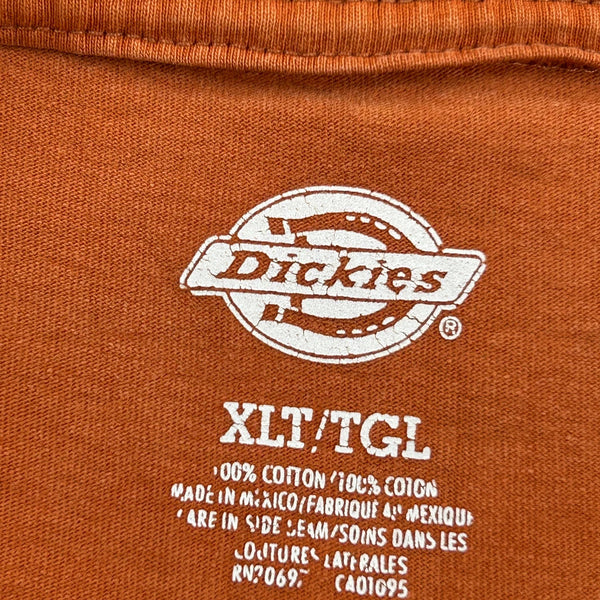 Dickies
®
XLT/TGL
100% COTTON/100% COTON
MADE IN MEXICO/FABRIQUÉ AU MEXIQUE
CARE IN SIDE SEAM/SOINS DANS LES
COUTURES LATERALES
CA01095